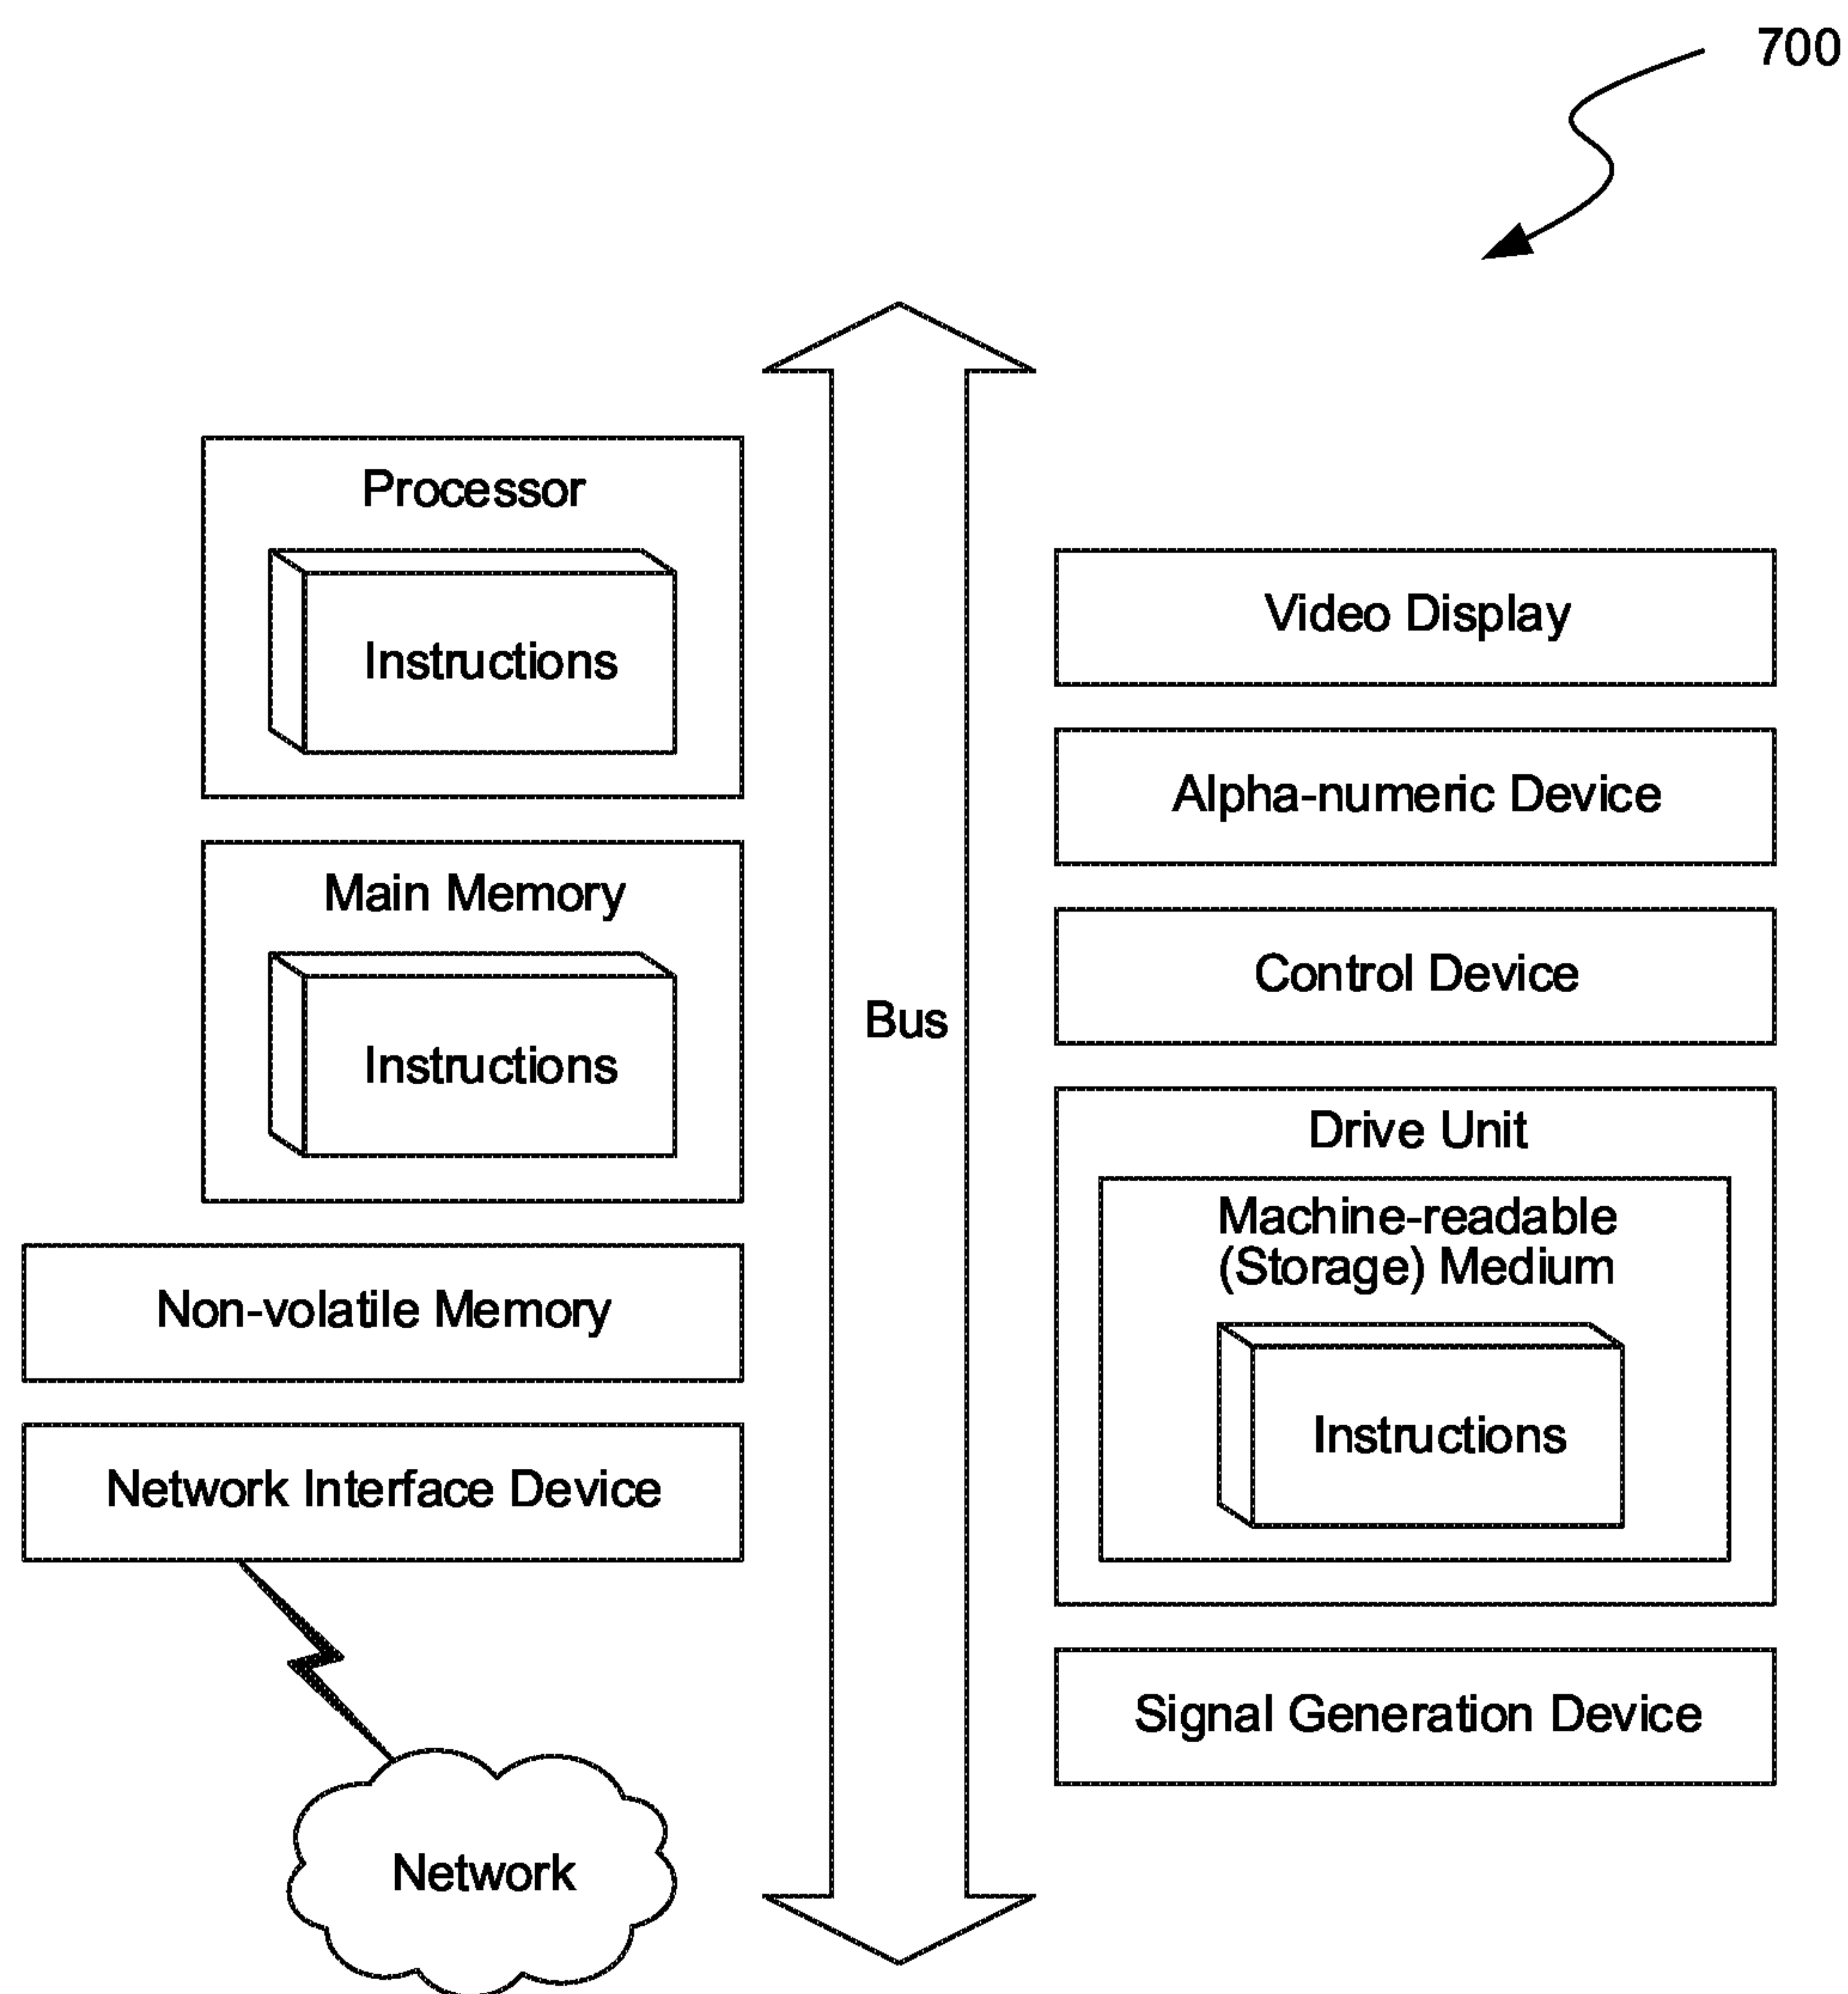 700
Processor
Instructions
Main Memory
Instructions
Non-volatile Memory
Network Interface Device
Network
Bus
Video Display
Alpha-numeric Device
Control Device
Drive Unit
Machine-readable
(Storage) Medium
Instructions
Signal Generation Device